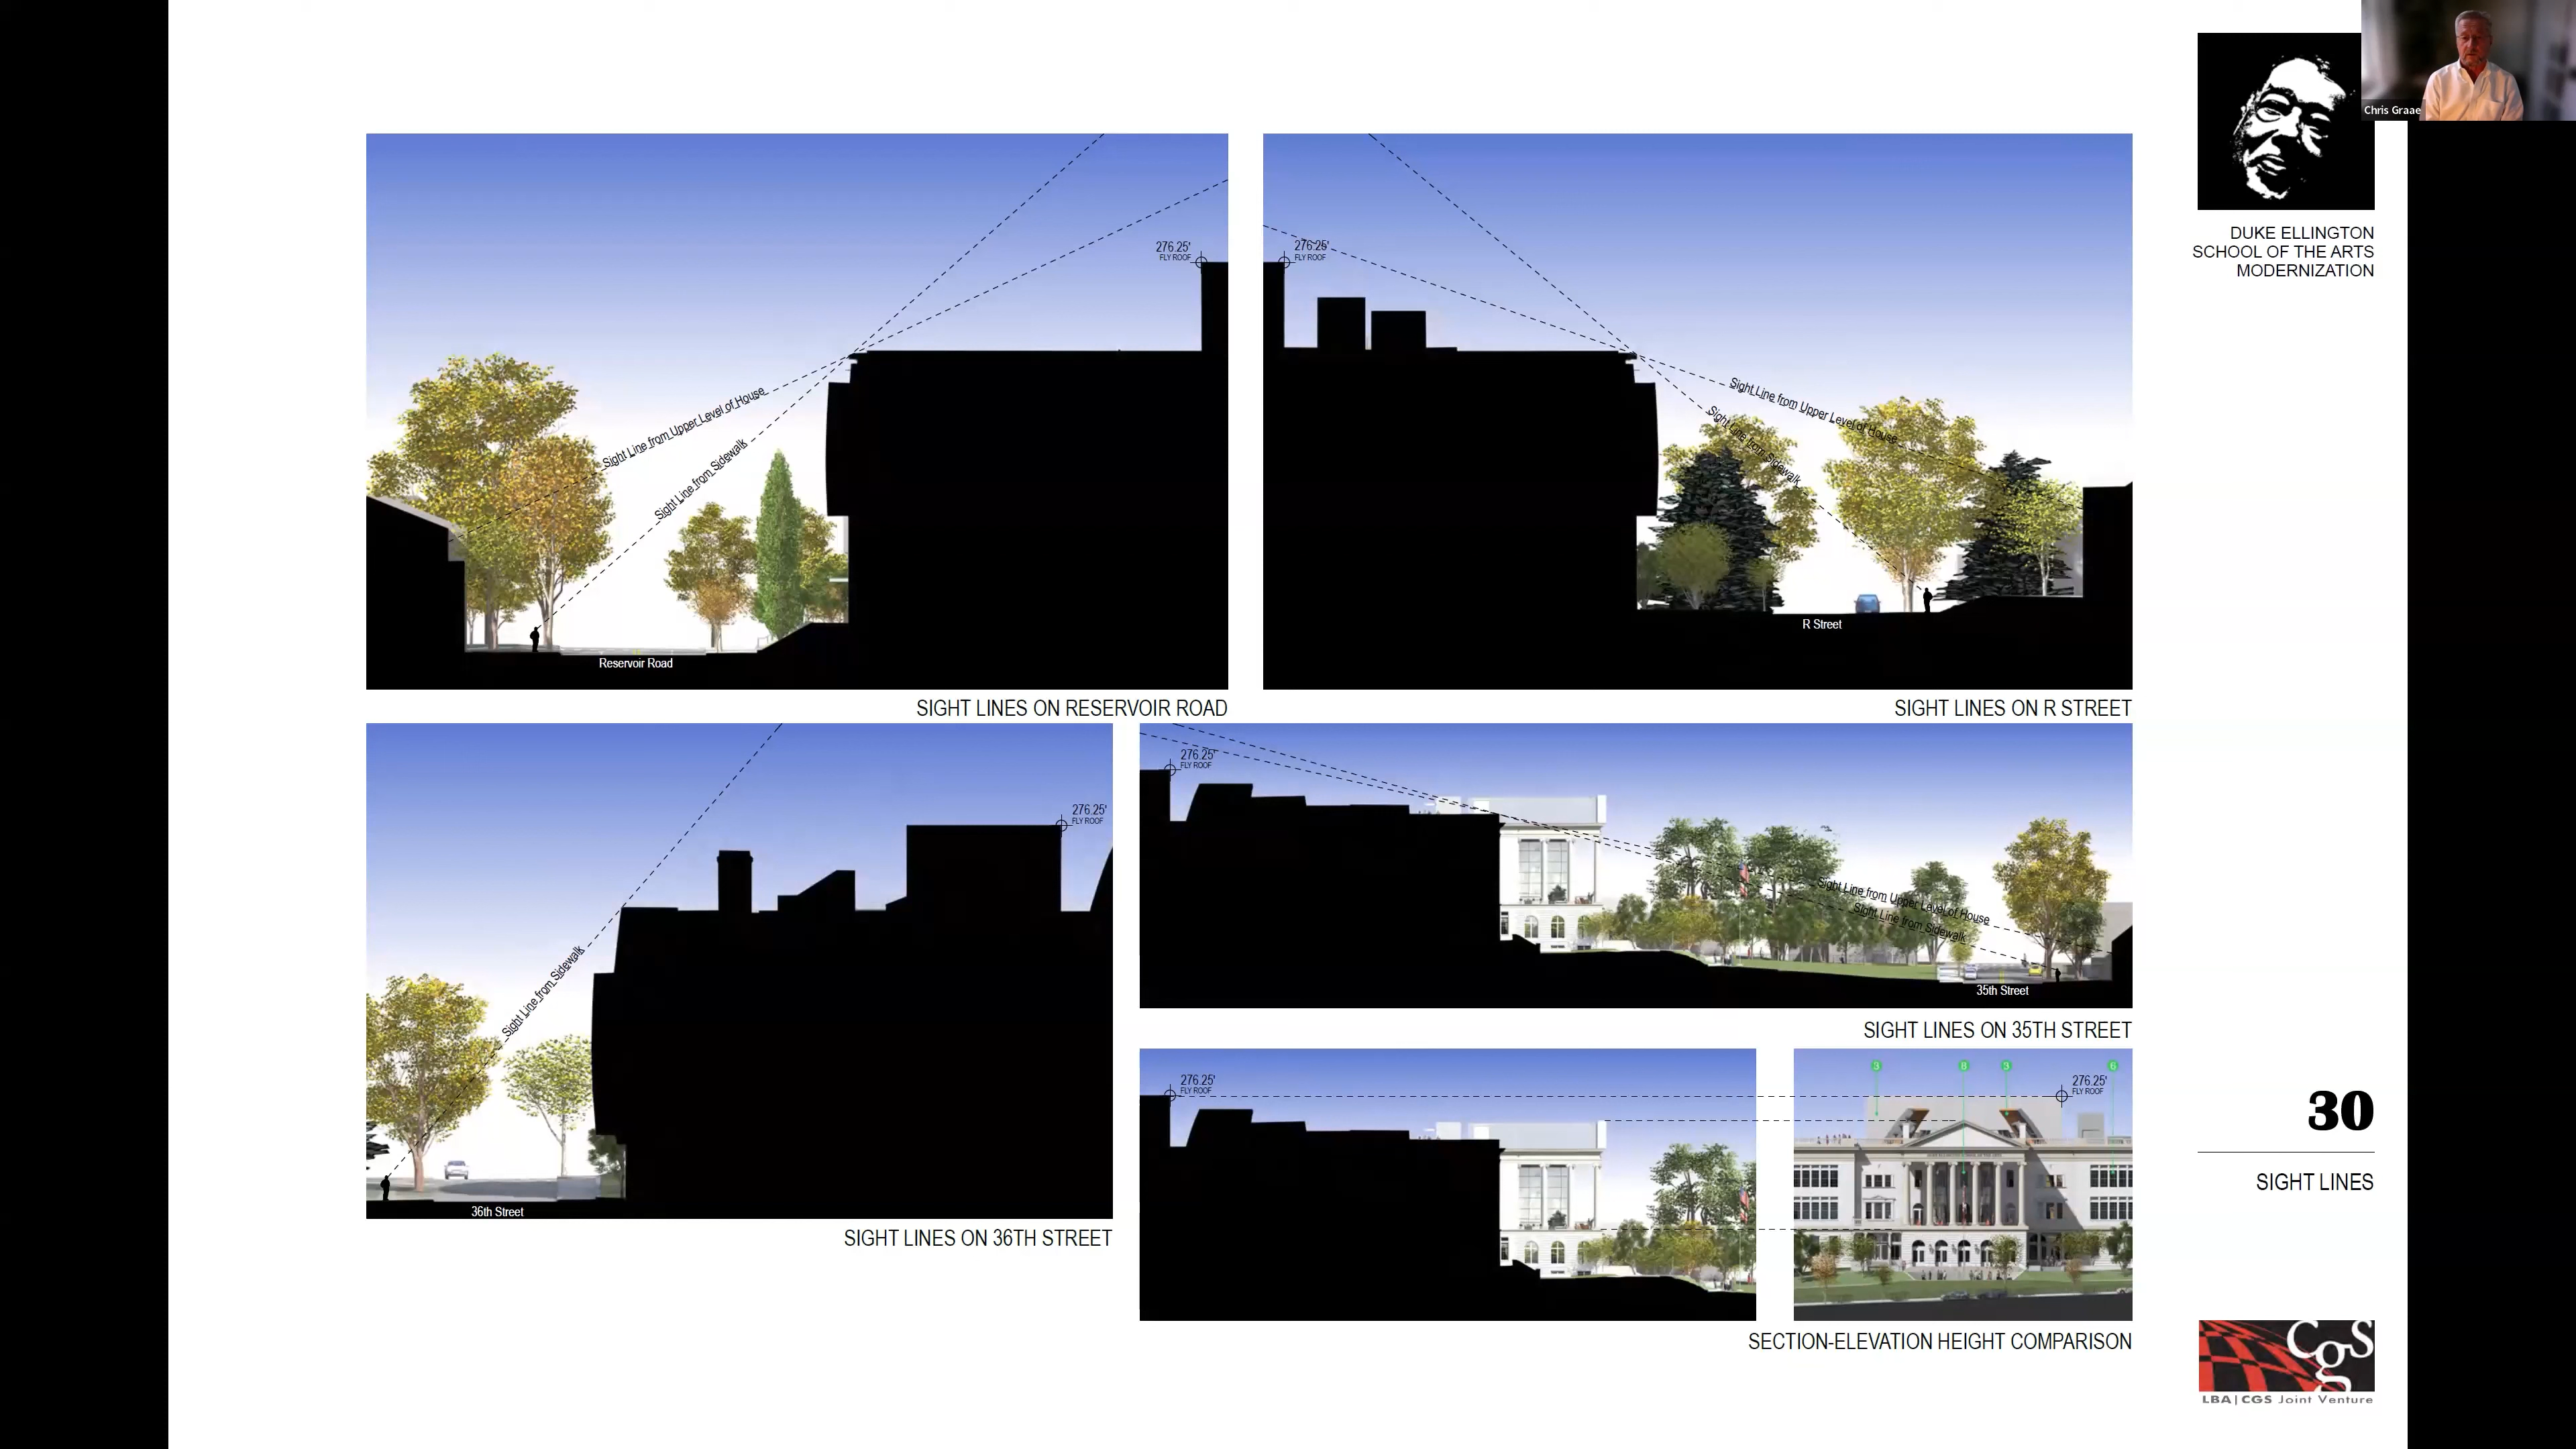 Chris Graae
DUKE ELLINGTON
SCHOOL OF THE ARTS
MODERNIZATION
276.25'
FLY ROOF
Sight Line from Upper Level of House
Sight Line from Sidewalk
Reservoir Road
SIGHT LINES ON RESERVOIR ROAD
276.25'
FLY ROOF
Sight Line from Upper Level of House
Sight Line from Sidewalk
R Street
SIGHT LINES ON R STREET
276.25'
FLY ROOF
Sight Line from Sidewalk
36th Street
SIGHT LINES ON 36TH STREET
276.25'
FLY ROOF
Sight Line from Upper Level of House
Sight Line from Sidewalk
35th Street
SIGHT LINES ON 35TH STREET
276.25'
FLY ROOF
3
8
3
6
276.25'
FLY ROOF
SECTION-ELEVATION HEIGHT COMPARISON
30
SIGHT LINES
CgS
LBA|CGS Joint Venture